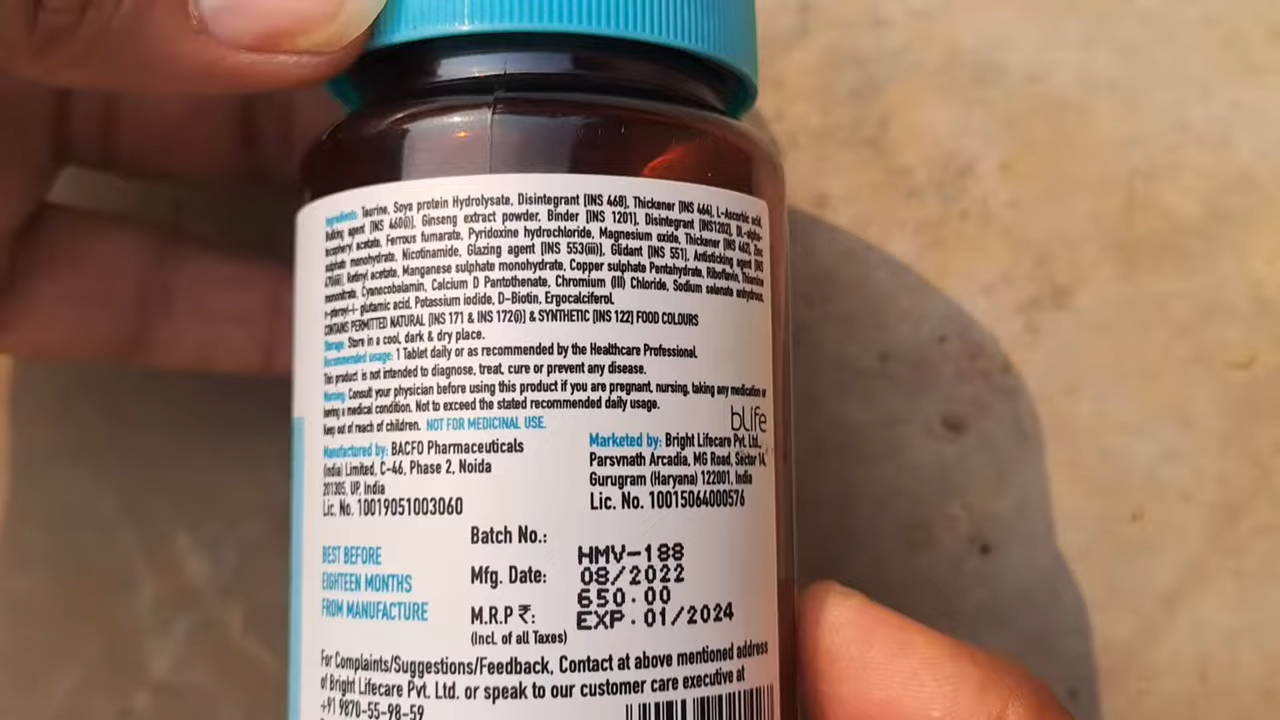 Ingredients: Taurine, Soya protein Hydrolysate, Disintegrant [INS 468], Thickener [INS 464], L-Ascorbic acid,
Bulking agent [INS 460(i)], Ginseng extract powder, Binder [INS 1201], Disintegrant [INS1202], DL-alpha-
tocopheryl acetate, Ferrous fumarate, Pyridoxine hydrochloride, Magnesium oxide, Thickener [INS 462], Zinc
sulphate monohydrate, Nicotinamide, Glazing agent [INS 553(iii)], Glidant [INS 551], Antisticking agent [INS
470(iii)], Retinyl acetate, Manganese sulphate monohydrate, Copper sulphate Pentahydrate, Riboflavin, Thiamine
mononitrate, Cyanocobalamin, Calcium D Pantothenate, Chromium (III) Chloride, Sodium selenate anhydrous,
glutamic acid, Potassium iodide, D-Biotin, Ergocalciferol.
CONTAINS PERMITTED NATURAL [INS 171 & INS 172(i)] & SYNTHETIC [INS 122] FOOD COLOURS
Storage: Store in a cool, dark & dry place.
Recommended usage: 1 Tablet daily or as recommended by the Healthcare Professional.
This product is not intended to diagnose, treat, cure or prevent any disease.
Warning: Consult your physician before using this product if you are pregnant, nursing, taking any medication or
having a medical condition. Not to exceed the stated recommended daily usage.
Keep out of reach of children. NOT FOR MEDICINAL USE.
blife
Manufactured by: BACFO Pharmaceuticals
(India) Limited, C-46, Phase 2, Noida
201305, UP, India
Lic. No. 10019051003060
Marketed by: Bright Lifecare Pvt. Ltd.,
Parsvnath Arcadia, MG Road, Sector 14,
Gurugram (Haryana) 122001, India
Lic. No. 10015064000576
BEST BEFORE
EIGHTEEN MONTHS
FROM MANUFACTURE
Batch No.: HMV-188
Mfg. Date: 08/2022
M.R.P ₹: 650.00
(Incl. of all Taxes) EXP.01/2024
For Complaints/Suggestions/Feedback, Contact at above mentioned address
of Bright Lifecare Pvt. Ltd. or speak to our customer care executive at
+91 9870-55-98-59